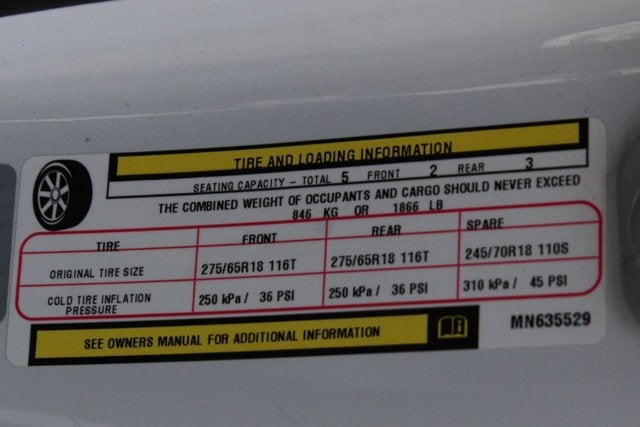 TIRE AND LOADING INFORMATION
SEATING CAPACITY – TOTAL 5 FRONT 2 REAR 3
THE COMBINED WEIGHT OF OCCUPANTS AND CARGO SHOULD NEVER EXCEED
846 KG OR 1866 LB
TIRE FRONT REAR SPARE
ORIGINAL TIRE SIZE 275/65R18 116T 275/65R18 116T 245/70R18 110S
COLD TIRE INFLATION PRESSURE 250 kPa / 36 PSI 250 kPa / 36 PSI 310 kPa / 45 PSI
SEE OWNERS MANUAL FOR ADDITIONAL INFORMATION
MN635529